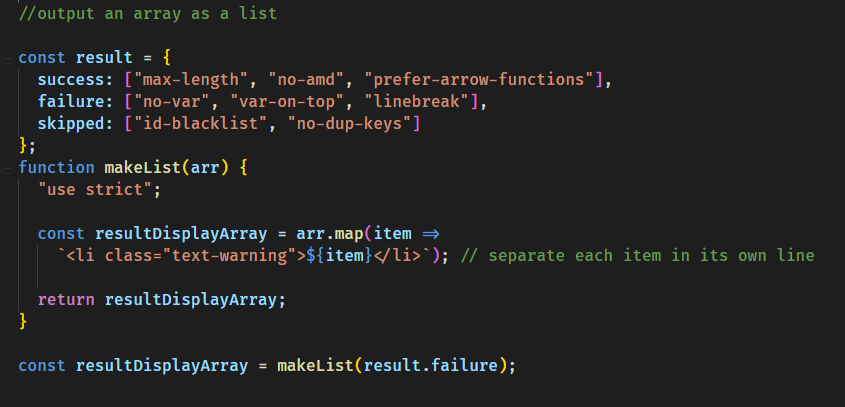 //output an array as a list
const result = {
success: ["max-length", "no-amd", "prefer-arrow-functions"],
failure: ["no-var", "var-on-top", "linebreak"],
skipped: ["id-blacklist", "no-dup-keys"]
};
function makeList(arr) {
"use strict";
const resultDisplayArray = arr.map(item =>
`<li class="text-warning">${item}</li>`); // separate each item in its own line
return resultDisplayArray;
}
const resultDisplayArray = makeList(result.failure);